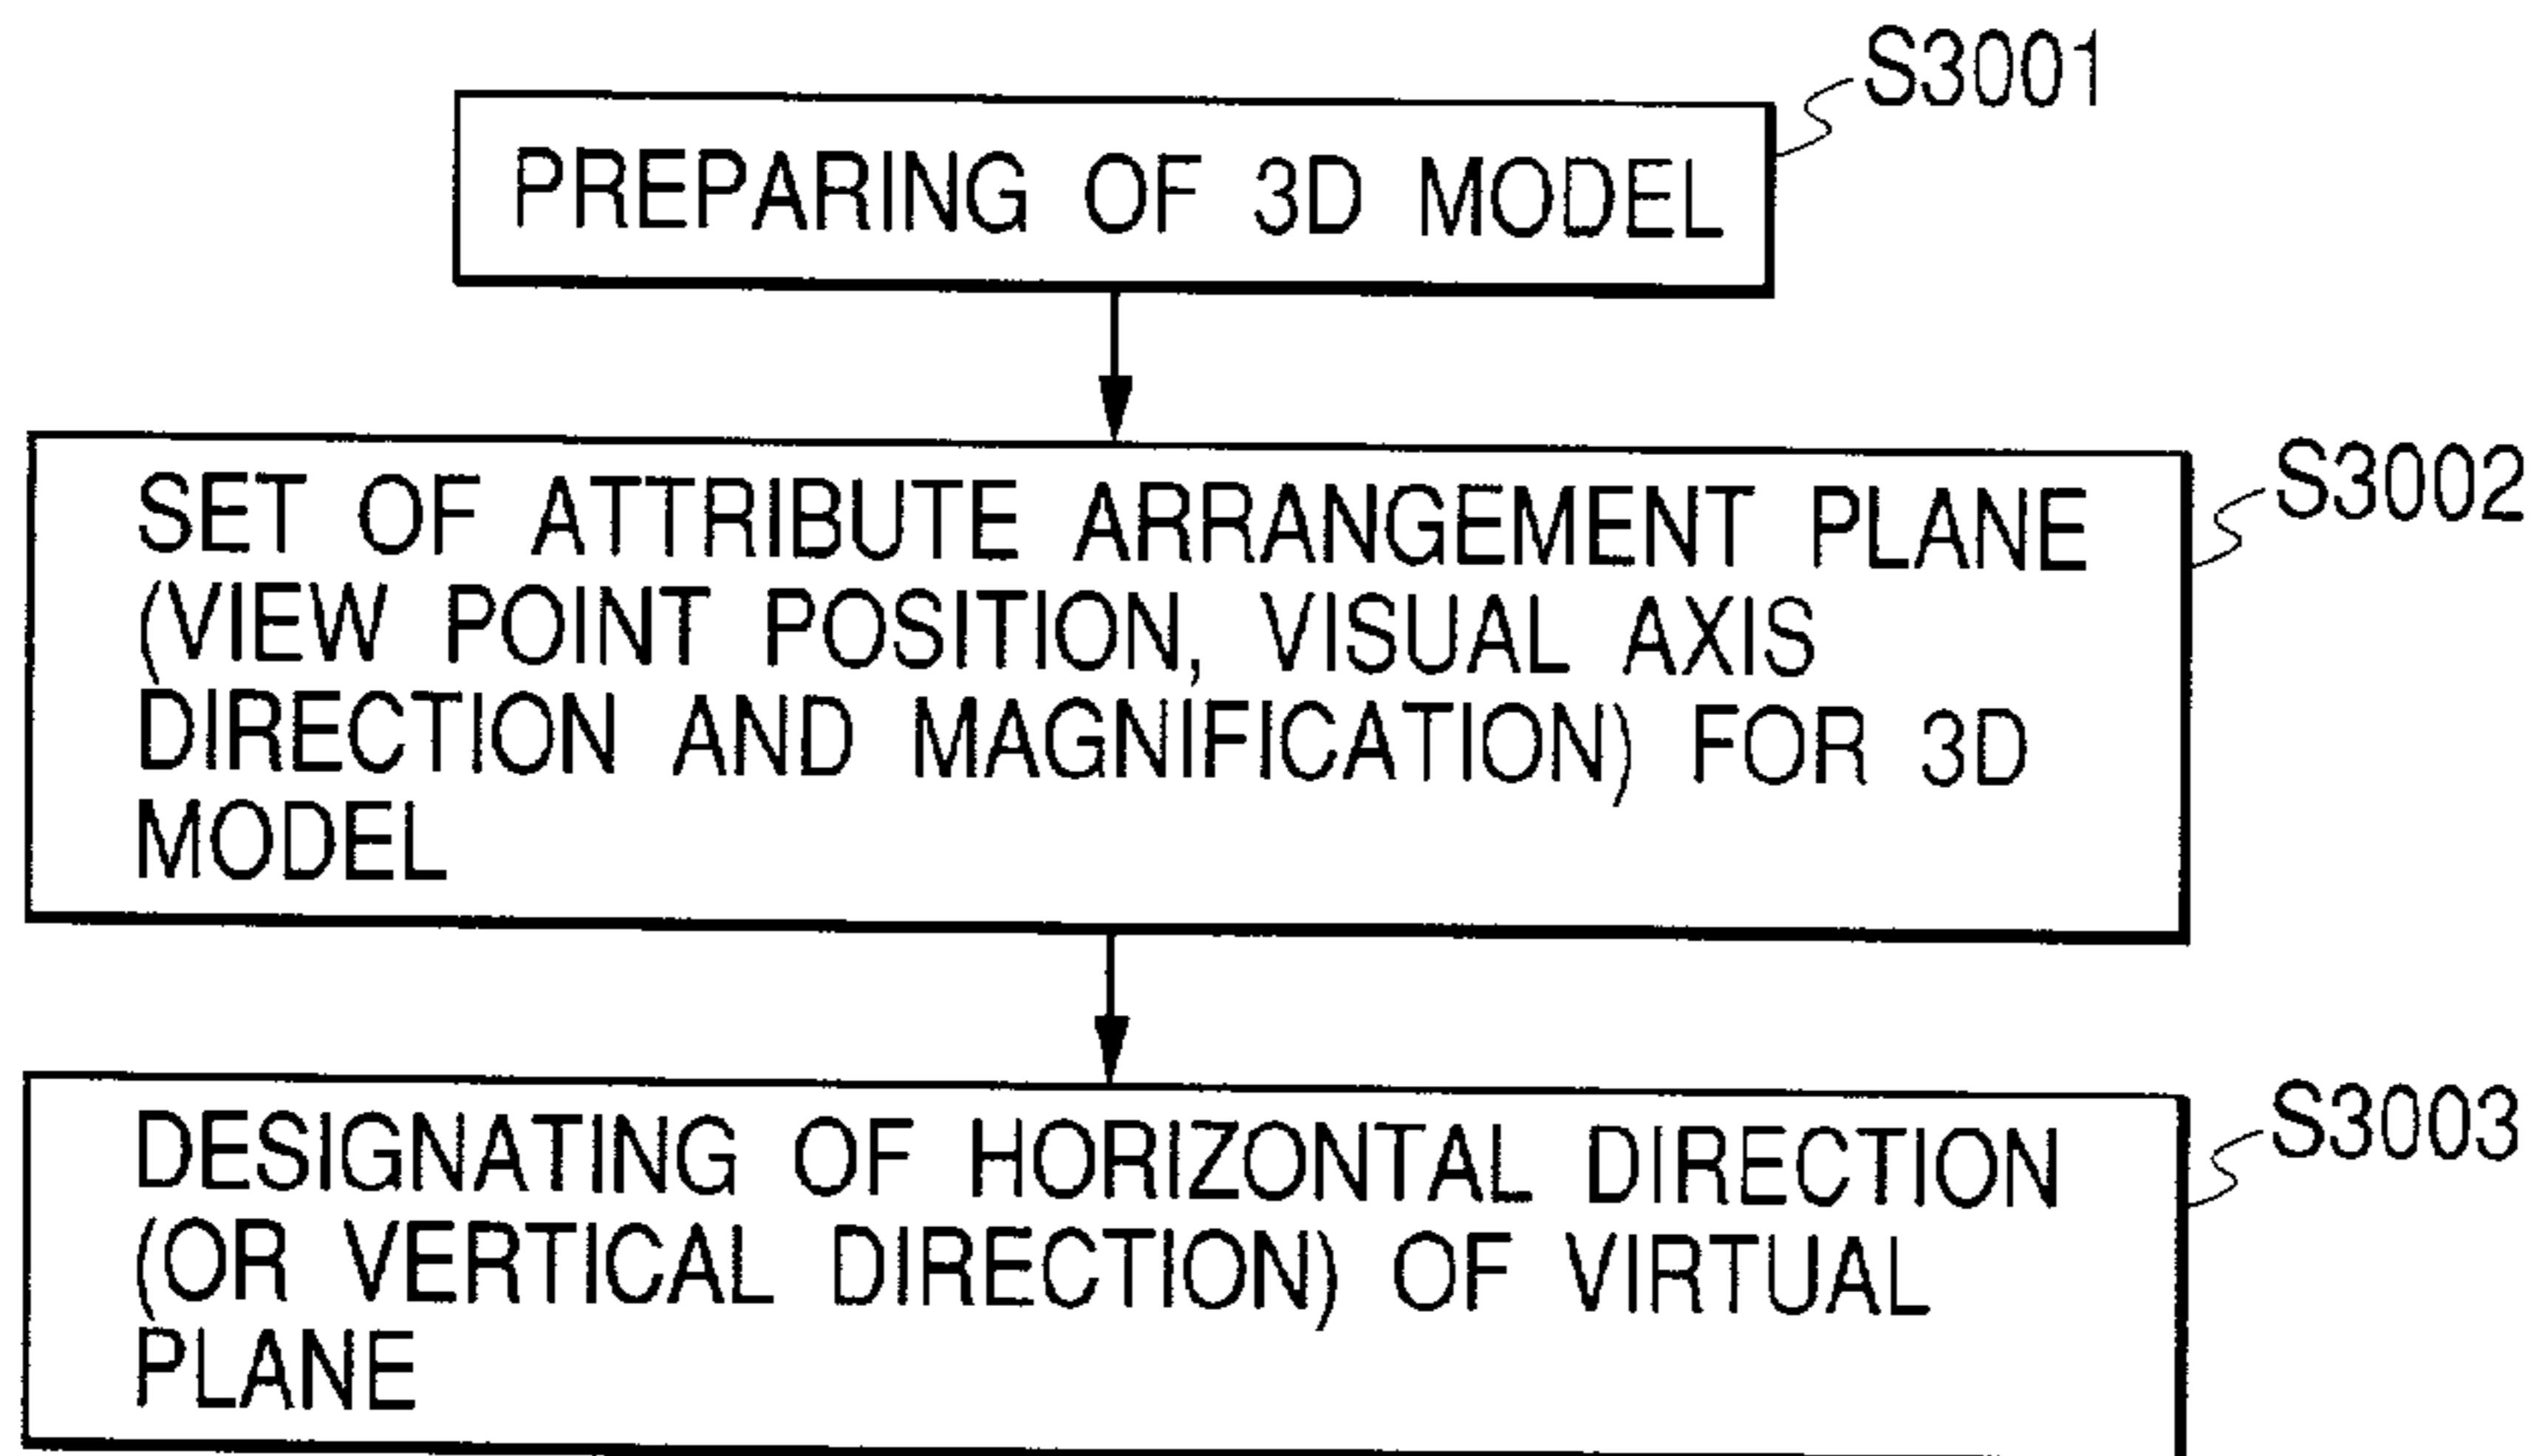 S3001
PREPARING OF 3D MODEL
S3002
SET OF ATTRIBUTE ARRANGEMENT PLANE
(VIEW POINT POSITION, VISUAL AXIS
DIRECTION AND MAGNIFICATION) FOR 3D
MODEL
S3003
DESIGNATING OF HORIZONTAL DIRECTION
(OR VERTICAL DIRECTION) OF VIRTUAL
PLANE